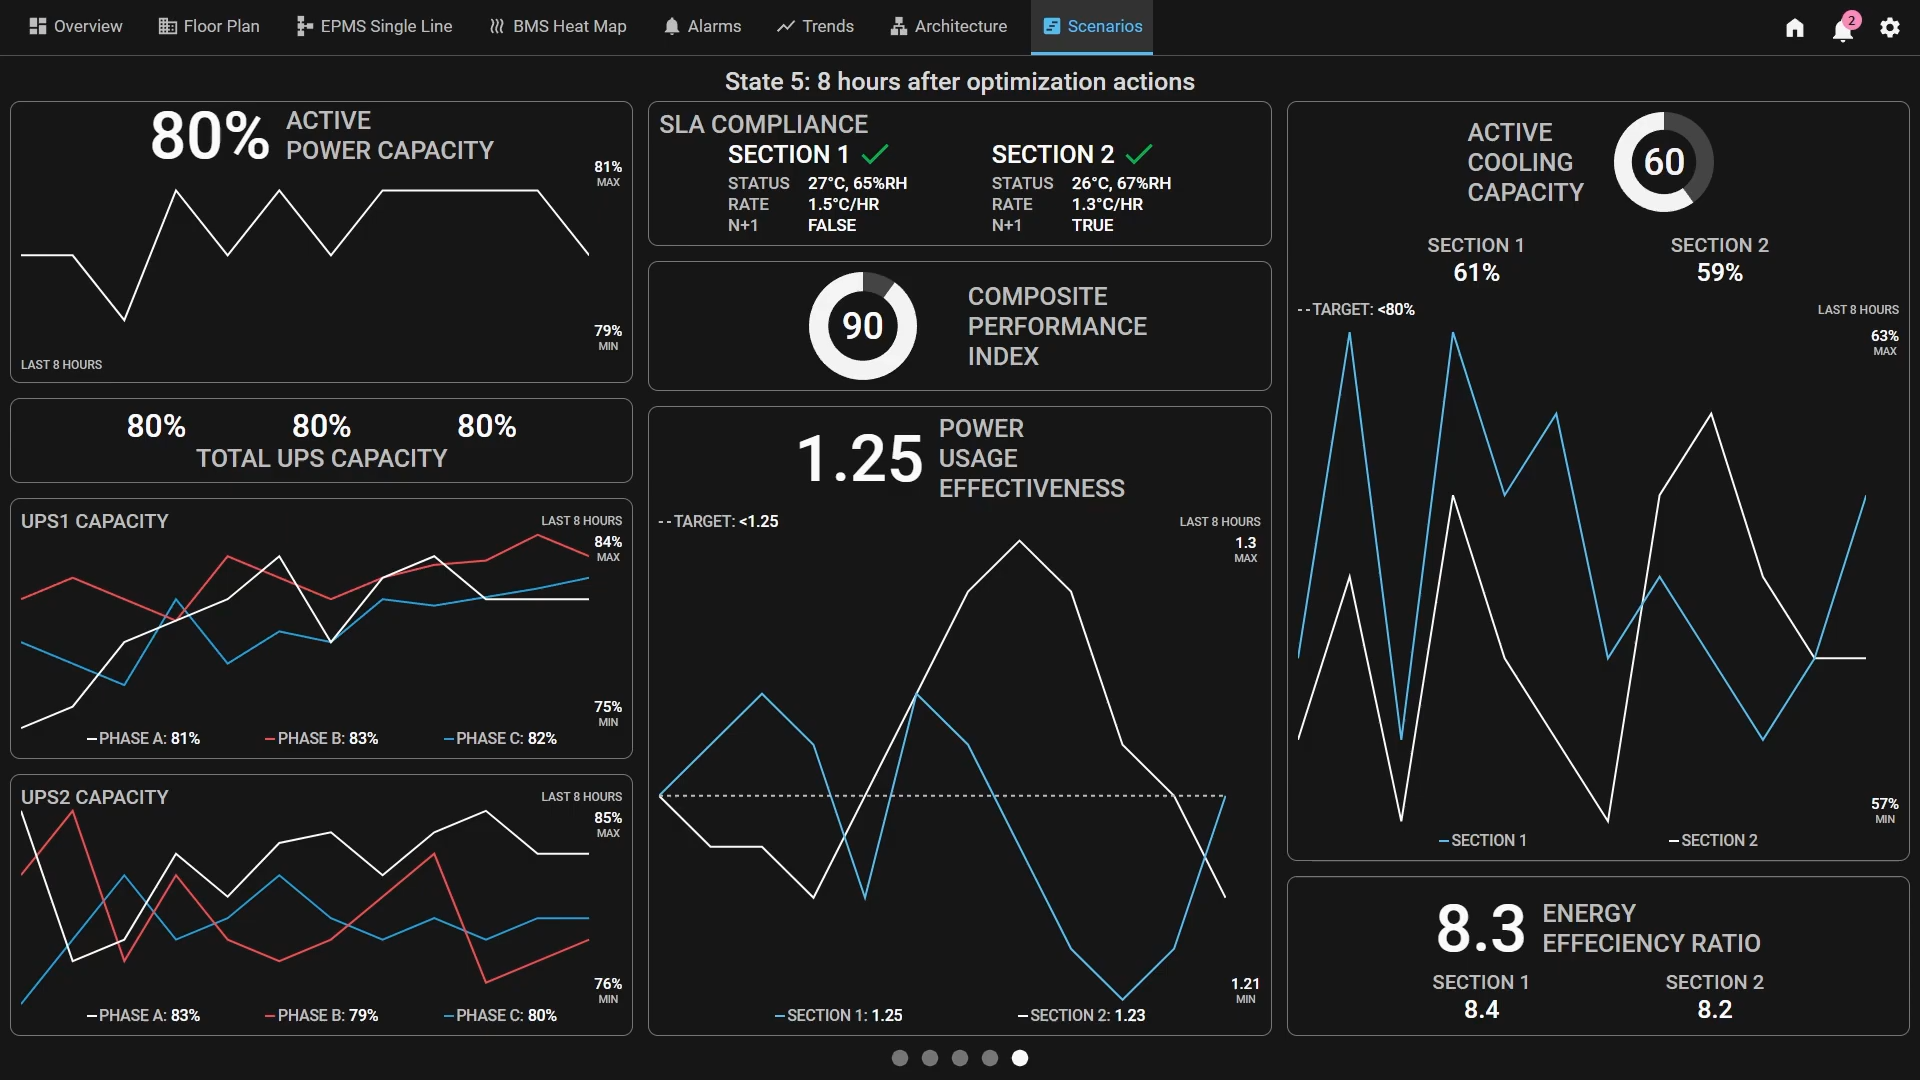 Overview
Floor Plan
EPMS Single Line
BMS Heat Map
Alarms
Trends
Architecture
Scenarios
2
State 5: 8 hours after optimization actions
80%
ACTIVE
POWER CAPACITY
81%
MAX
79%
MIN
LAST 8 HOURS
80% 80% 80%
TOTAL UPS CAPACITY
UPS1 CAPACITY
LAST 8 HOURS
84%
MAX
75%
MIN
PHASE A: 81%
PHASE B: 83%
PHASE C: 82%
UPS2 CAPACITY
LAST 8 HOURS
85%
MAX
76%
MIN
PHASE A: 83%
PHASE B: 79%
PHASE C: 80%
SLA COMPLIANCE
SECTION 1
STATUS 27°C, 65%RH
RATE 1.5°C/HR
N+1 FALSE
SECTION 2
STATUS 26°C, 67%RH
RATE 1.3°C/HR
N+1 TRUE
90
COMPOSITE
PERFORMANCE
INDEX
1.25
POWER
USAGE
EFFECTIVENESS
-- TARGET: <1.25
LAST 8 HOURS
1.3
MAX
1.21
MIN
SECTION 1: 1.25
SECTION 2: 1.23
ACTIVE
COOLING
CAPACITY
60
SECTION 1
61%
SECTION 2
59%
-- TARGET: <80%
LAST 8 HOURS
63%
MAX
57%
MIN
SECTION 1
SECTION 2
8.3
ENERGY
EFFECIENCY RATIO
SECTION 1
8.4
SECTION 2
8.2